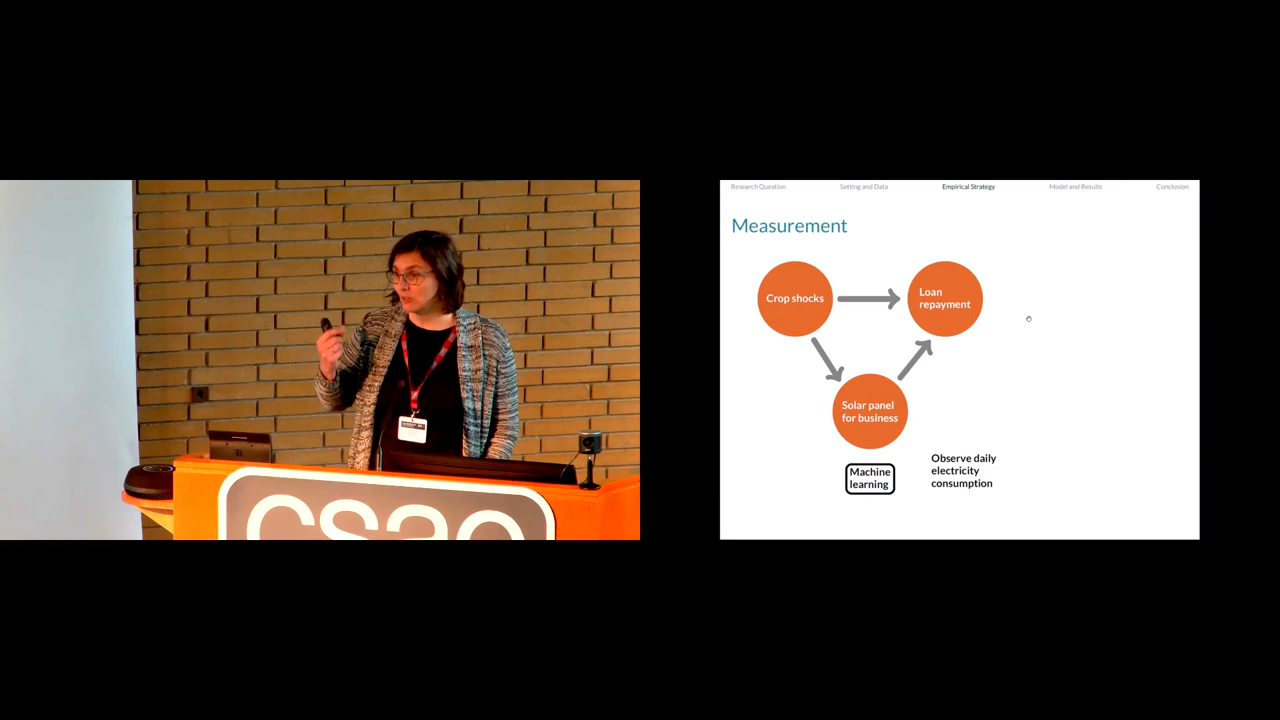 csae
Research Question
Setting and Data
Empirical Strategy
Model and Results
Conclusion
Measurement
Crop shocks
Loan
repayment
Solar panel
for business
Machine
learning
Observe daily
electricity
consumption